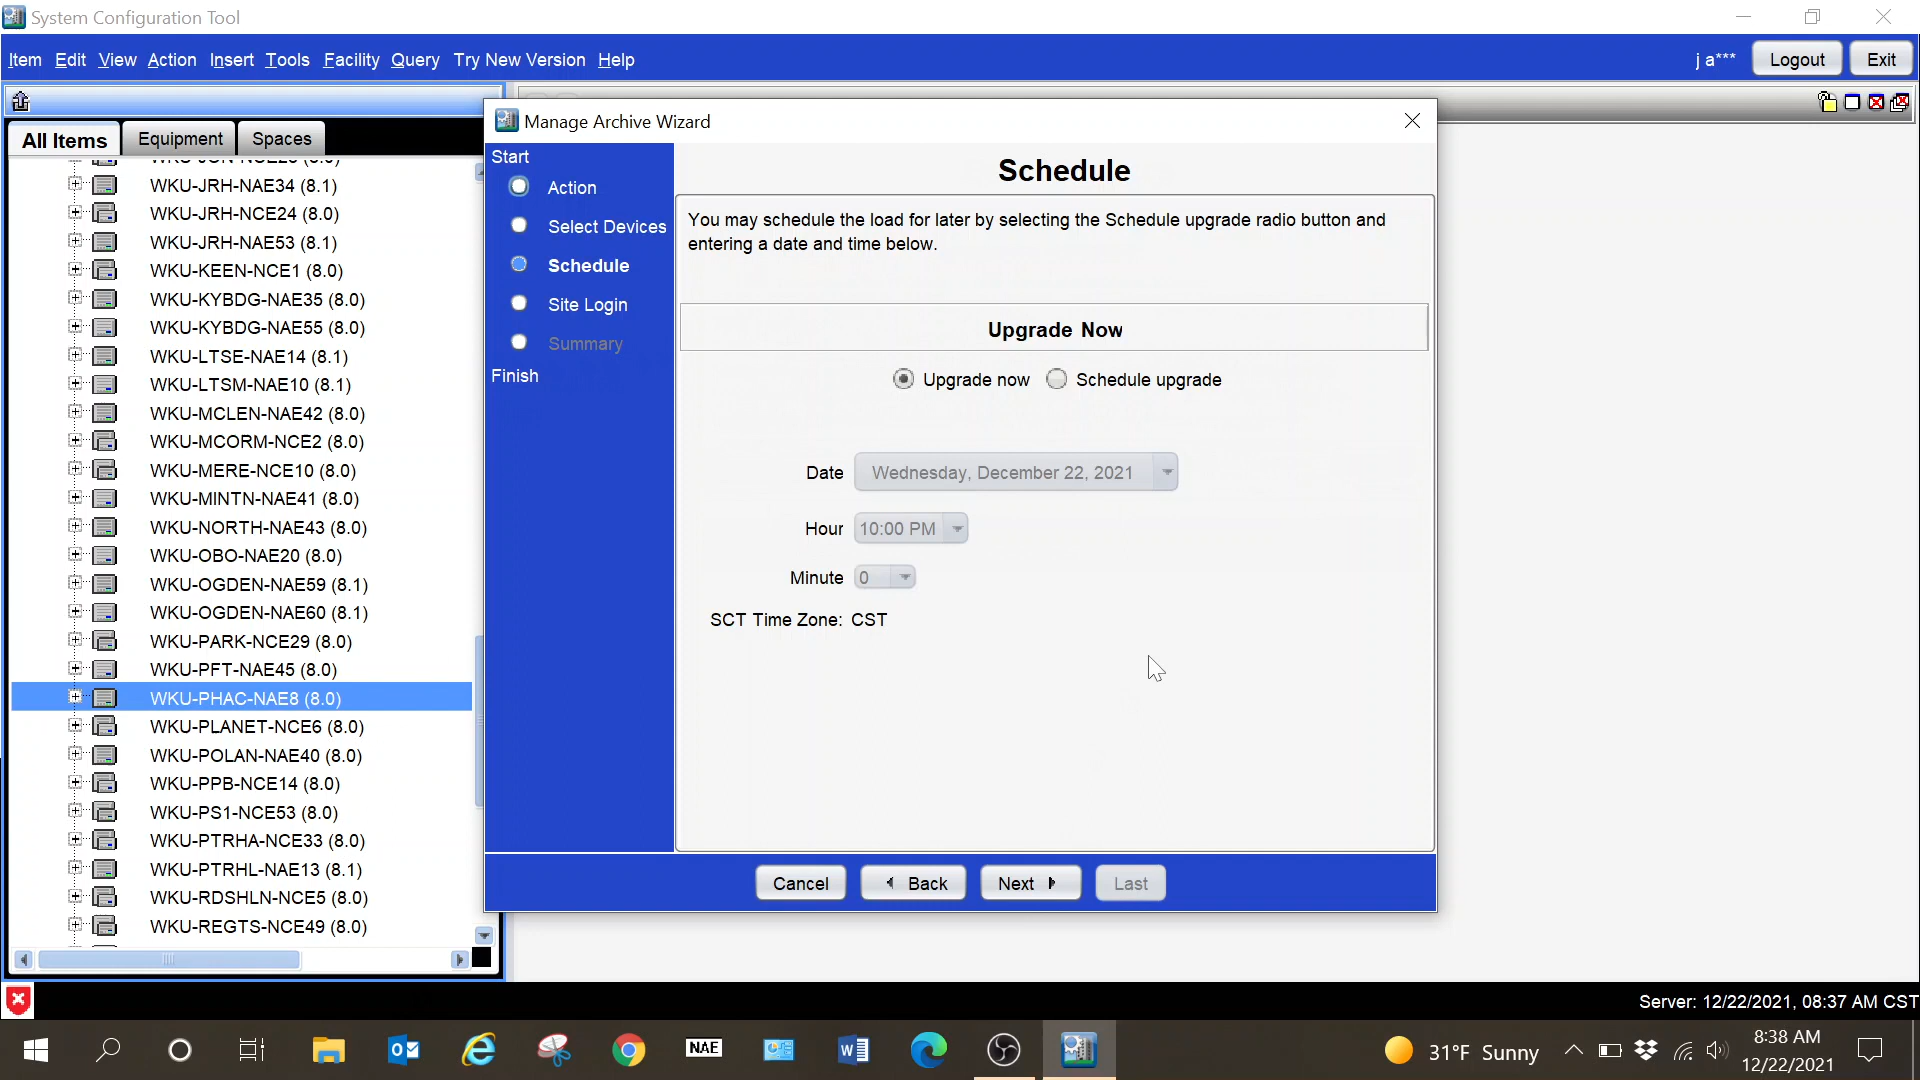 System Configuration Tool
Item Edit View Action Insert Tools Facility Query Try New Version Help
j a***
Logout
Exit
All Items
Equipment
Spaces
WKU-JRH-NAE34 (8.1)
WKU-JRH-NCE24 (8.0)
WKU-JRH-NAE53 (8.1)
WKU-KEEN-NCE1 (8.0)
WKU-KYBDG-NAE35 (8.0)
WKU-KYBDG-NAE55 (8.0)
WKU-LTSE-NAE14 (8.1)
WKU-LTSM-NAE10 (8.1)
WKU-MCLEN-NAE42 (8.0)
WKU-MCORM-NCE2 (8.0)
WKU-MERE-NCE10 (8.0)
WKU-MINTN-NAE41 (8.0)
WKU-NORTH-NAE43 (8.0)
WKU-OBO-NAE20 (8.0)
WKU-OGDEN-NAE59 (8.1)
WKU-OGDEN-NAE60 (8.1)
WKU-PARK-NCE29 (8.0)
WKU-PFT-NAE45 (8.0)
WKU-PHAC-NAE8 (8.0)
WKU-PLANET-NCE6 (8.0)
WKU-POLAN-NAE40 (8.0)
WKU-PPB-NCE14 (8.0)
WKU-PS1-NCE53 (8.0)
WKU-PTRHA-NCE33 (8.0)
WKU-PTRHL-NAE13 (8.1)
WKU-RDSHLN-NCE5 (8.0)
WKU-REGTS-NCE49 (8.0)
Manage Archive Wizard
Start
Action
Select Devices
Schedule
Site Login
Summary
Finish
Schedule
You may schedule the load for later by selecting the Schedule upgrade radio button and
entering a date and time below.
Upgrade Now
Upgrade now
Schedule upgrade
Date Wednesday, December 22, 2021
Hour 10:00 PM
Minute 0
SCT Time Zone: CST
Cancel
Back
Next
Last
Server: 12/22/2021, 08:37 AM CST
NAE
31°F Sunny
8:38 AM
12/22/2021